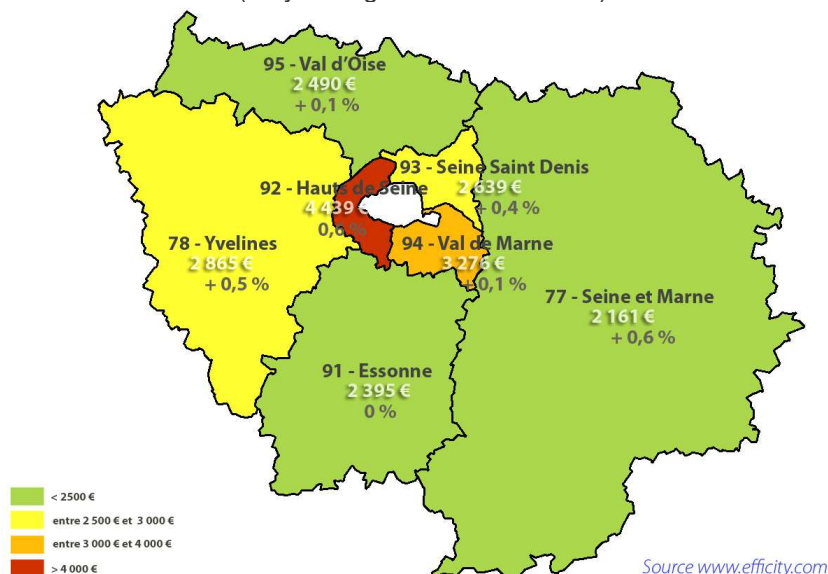 95 - Val d'Oise
2 490 €
+ 0,1 %
93 - Seine Saint Denis
2 639 €
+ 0,4 %
92 - Hauts de Seine
4 439 €
0,6 %
78 - Yvelines
2 865 €
+ 0,5 %
94 - Val de Marne
3 276 €
+ 0,1 %
77 - Seine et Marne
2 161 €
+ 0,6 %
91 - Essonne
2 395 €
0 %
< 2500 €
entre 2 500 € et 3 000 €
entre 3 000 € et 4 000 €
> 4 000 €
Source www.efficity.com